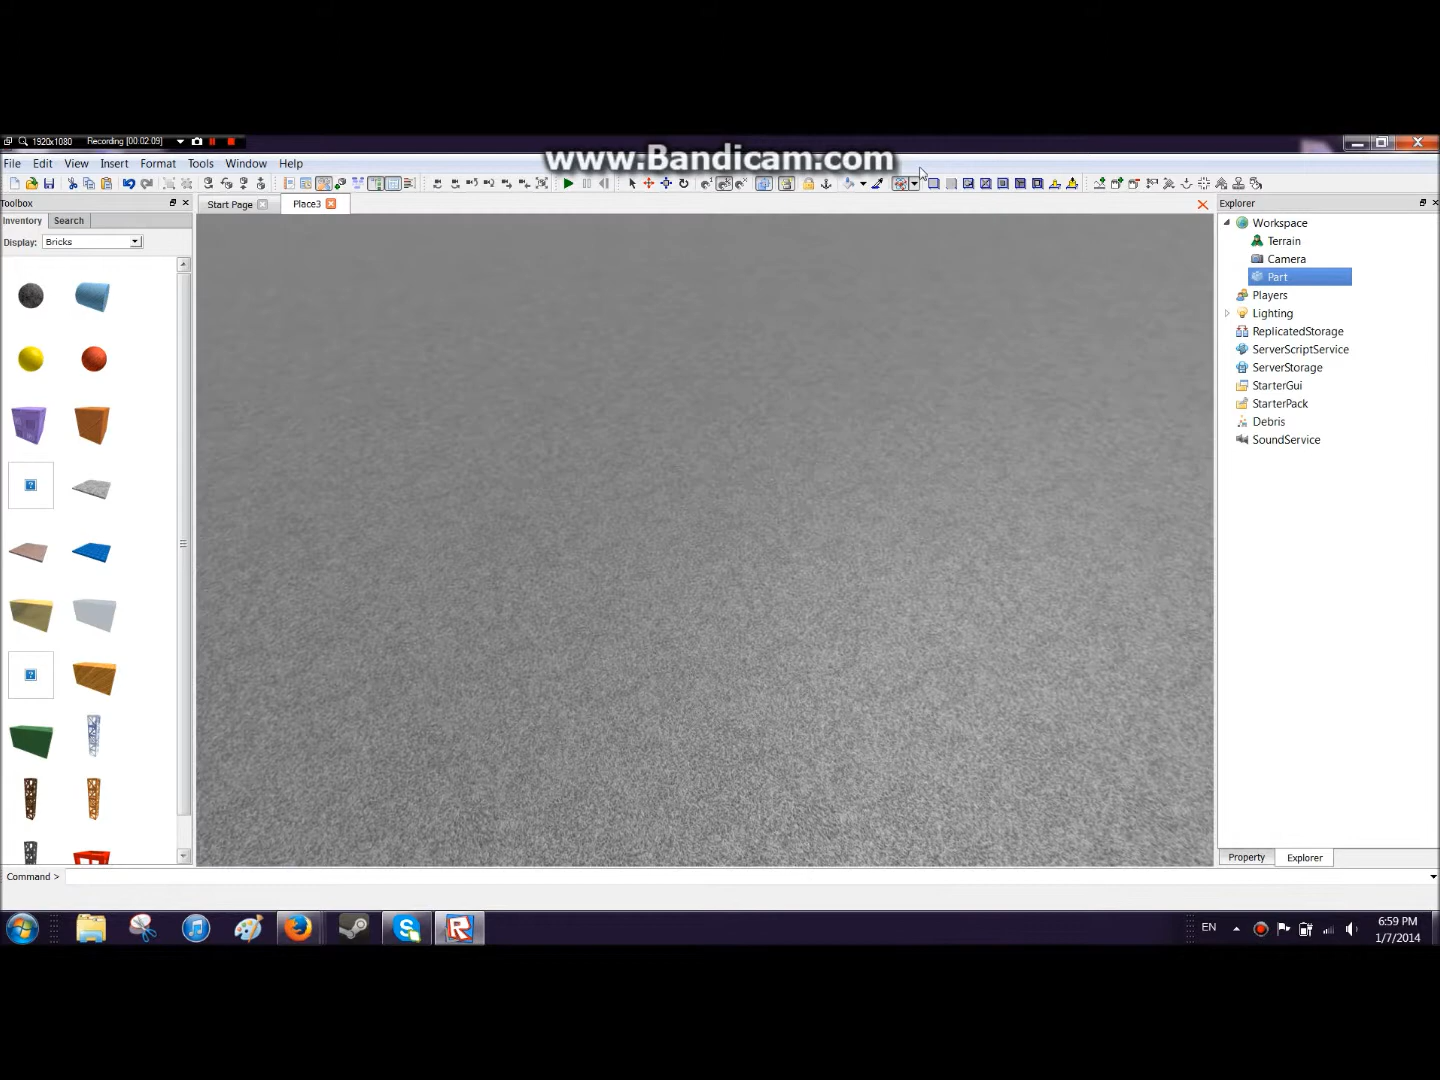 1920x1080 Recording [00:02:09]
www.Bandicam.com
File Edit View Insert Format Tools Window Help
Toolbox
Start Page Place3
Explorer
Inventory Search
Display: Bricks
Workspace
Terrain
Camera
Part
Players
Lighting
ReplicatedStorage
ServerScriptService
ServerStorage
StarterGui
StarterPack
Debris
SoundService
Property Explorer
Command >
EN
6:59 PM
1/7/2014